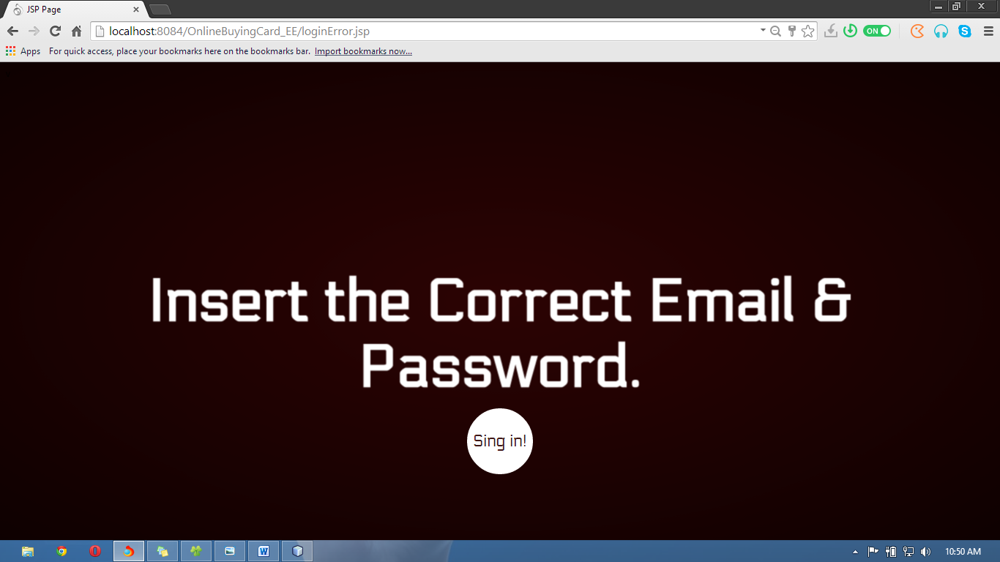 JSP Page
localhost:8084/OnlineBuyingCard_EE/loginError.jsp
ON
Apps For quick access, place your bookmarks here on the bookmarks bar. Import bookmarks now...
Insert the Correct Email &
Password.
Sing in!
10:50 AM